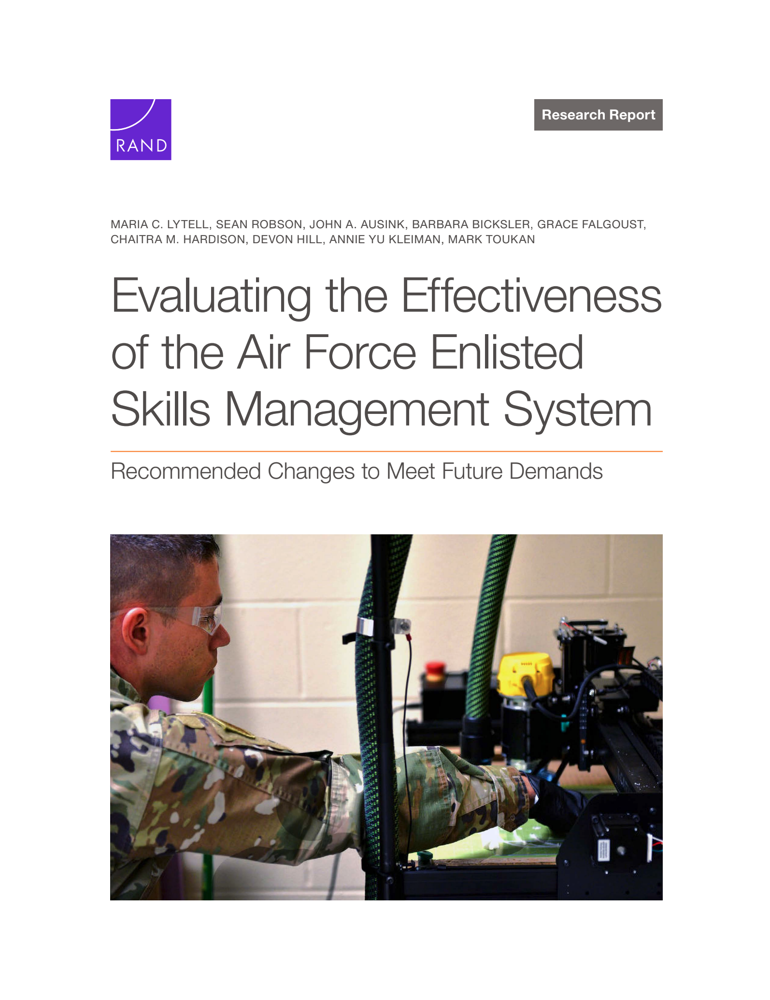 RAND
Research Report
MARIA C. LYTELL, SEAN ROBSON, JOHN A. AUSINK, BARBARA BICKSLER, GRACE FALGOUST,
CHAITRA M. HARDISON, DEVON HILL, ANNIE YU KLEIMAN, MARK TOUKAN
Evaluating the Effectiveness
of the Air Force Enlisted
Skills Management System
Recommended Changes to Meet Future Demands